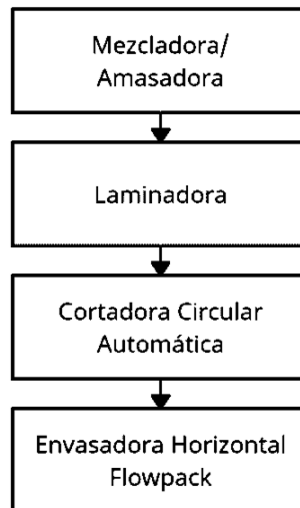 Mezcladora/
Amasadora
Laminadora
Cortadora Circular
Automática
Envasadora Horizontal
Flowpack